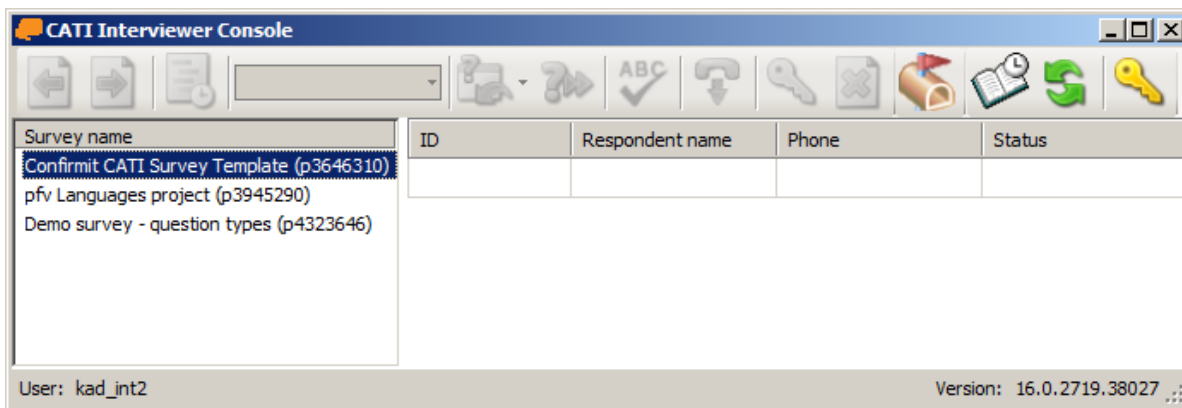 CATI Interviewer Console
ABC
Survey name
Confirmit CATI Survey Template (p3646310)
pfv Languages project (p3945290)
Demo survey - question types (p4323646)
ID Respondent name Phone Status
User: kad_int2 Version: 16.0.2719.38027